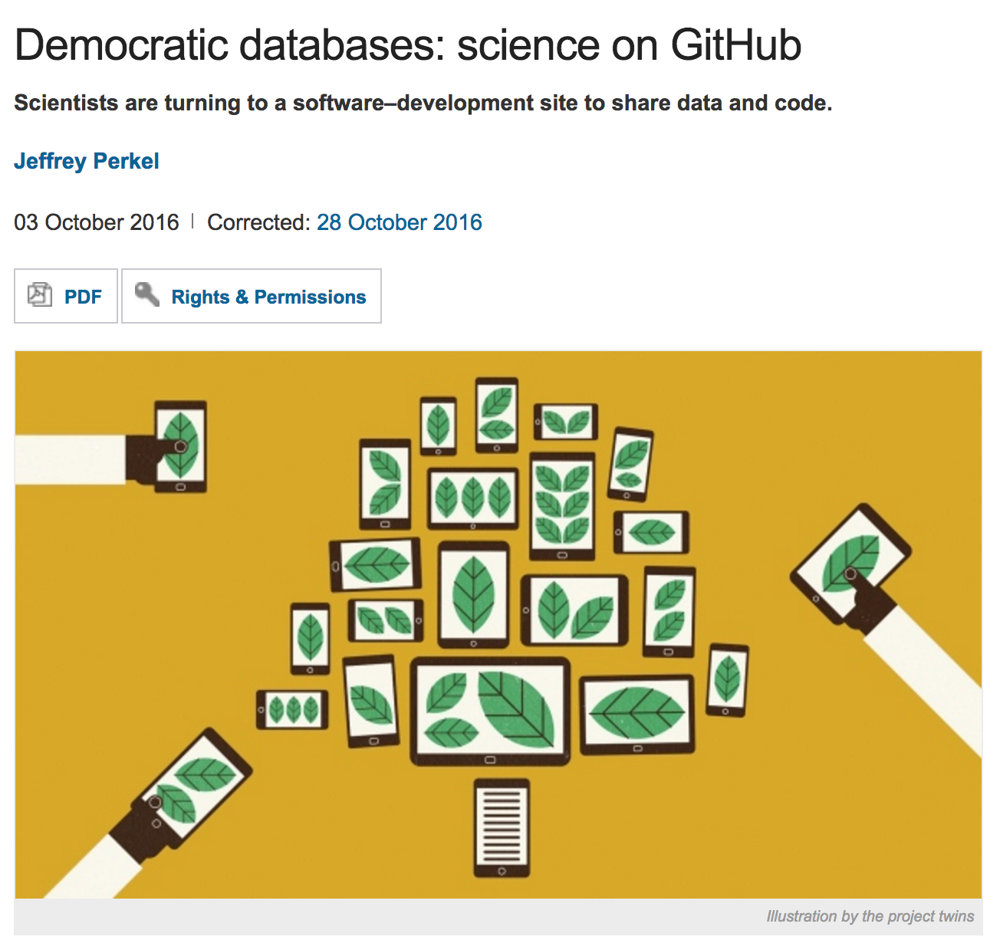 Democratic databases: science on GitHub
Scientists are turning to a software–development site to share data and code.
Jeffrey Perkel
03 October 2016 | Corrected: 28 October 2016
PDF Rights & Permissions
Illustration by the project twins